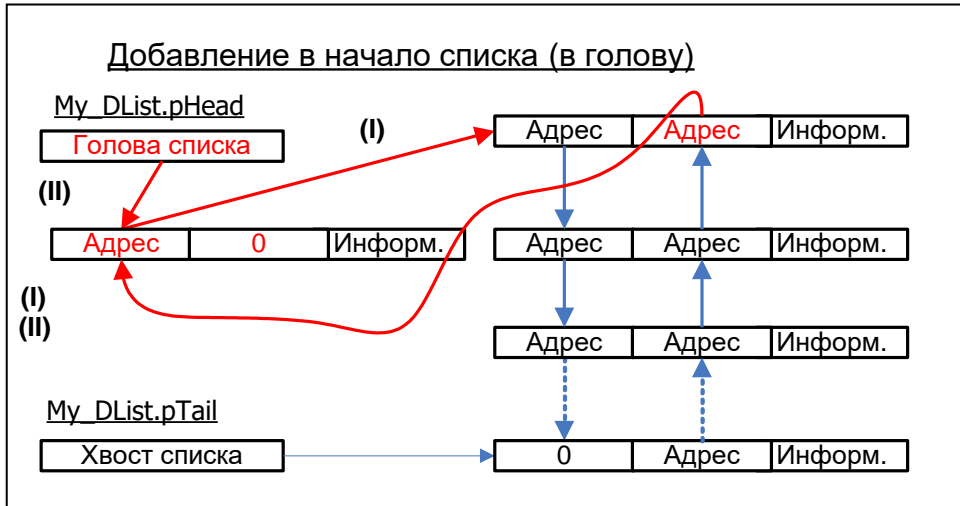 Добавление в начало списка (в голову)
My_DList.pHead
Голова списка
(I)
Адрес Адрес Информ.
(II)
Адрес 0 Информ.
Адрес Адрес Информ.
(I)
(II)
Адрес Адрес Информ.
My_DList.pTail
Хвост списка
0 Адрес Информ.